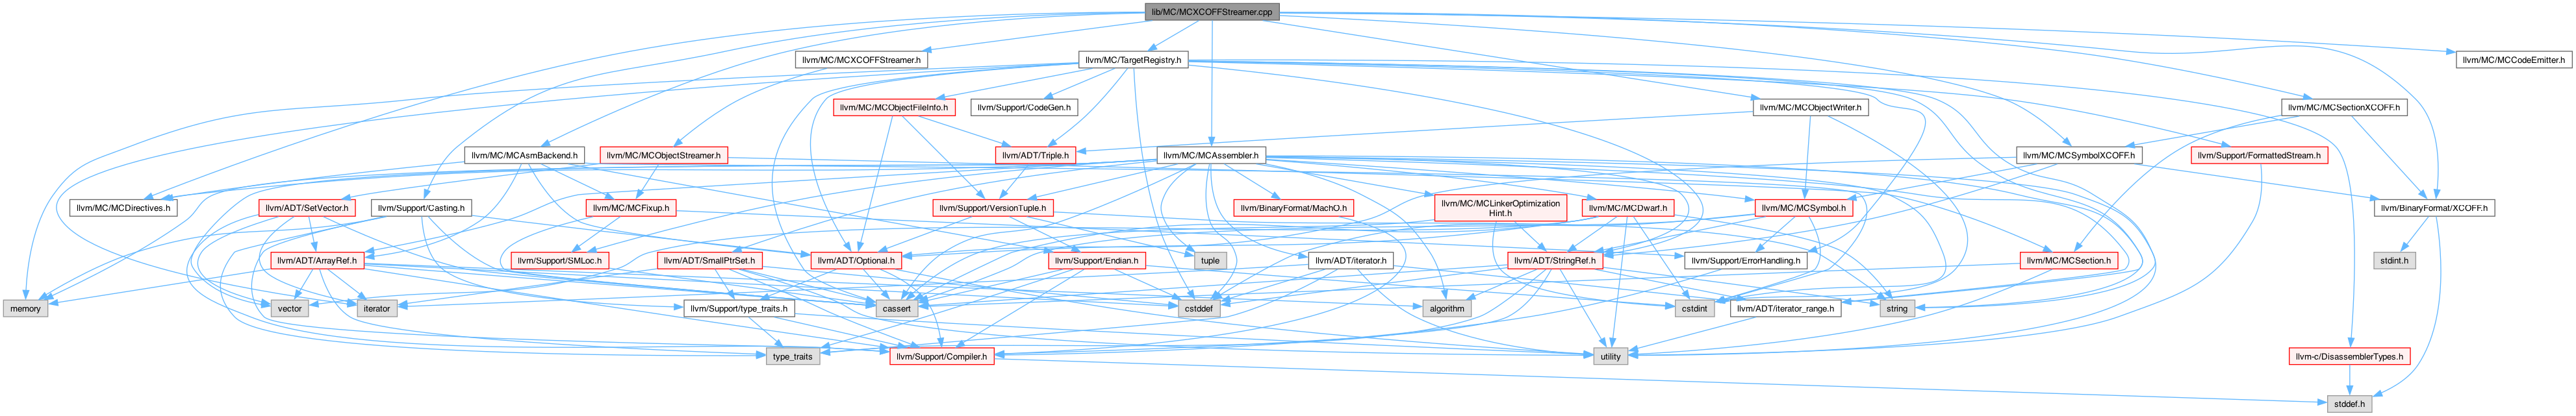 lib/MC/MCXCOFFStreamer.cpp
llvm/MC/MCXCOFFStreamer.h
llvm/MC/TargetRegistry.h
llvm/MC/MCCodeEmitter.h
llvm/MC/MCObjectFileInfo.h
llvm/Support/CodeGen.h
llvm/MC/MCObjectWriter.h
llvm/MC/MCSectionXCOFF.h
llvm/MC/MCAsmBackend.h
llvm/MC/MCObjectStreamer.h
llvm/ADT/Triple.h
llvm/MC/MCAssembler.h
llvm/MC/MCSymbolXCOFF.h
llvm/Support/FormattedStream.h
llvm/MC/MCDirectives.h
llvm/ADT/SetVector.h
llvm/Support/Casting.h
llvm/MC/MCFixup.h
llvm/Support/VersionTuple.h
llvm/BinaryFormat/MachO.h
llvm/MC/MCLinkerOptimization
Hint.h
llvm/MC/MCDwarf.h
llvm/MC/MCSymbol.h
llvm/BinaryFormat/XCOFF.h
llvm/ADT/ArrayRef.h
llvm/Support/SMLoc.h
llvm/ADT/SmallPtrSet.h
llvm/ADT/Optional.h
llvm/Support/Endian.h
tuple
llvm/ADT/iterator.h
llvm/ADT/StringRef.h
llvm/Support/ErrorHandling.h
llvm/MC/MCSection.h
stdint.h
memory
vector
iterator
llvm/Support/type_traits.h
cassert
cstddef
algorithm
cstdint
llvm/ADT/iterator_range.h
string
type_traits
llvm/Support/Compiler.h
utility
llvm-c/DisassemblerTypes.h
stddef.h